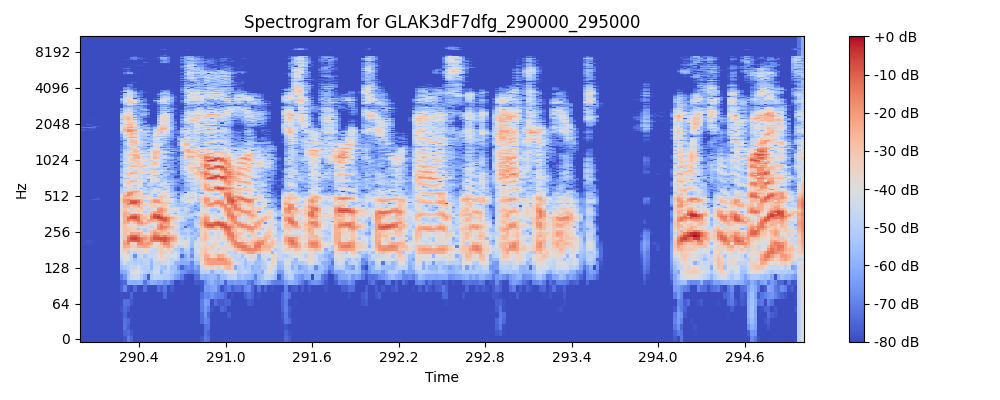 Spectrogram for GLAK3dF7dfg_290000_295000
8192
4096
2048
1024
512
256
128
64
0
Hz
290.4 291.0 291.6 292.2 292.8 293.4 294.0 294.6
Time
+0 dB
-10 dB
-20 dB
-30 dB
-40 dB
-50 dB
-60 dB
-70 dB
-80 dB